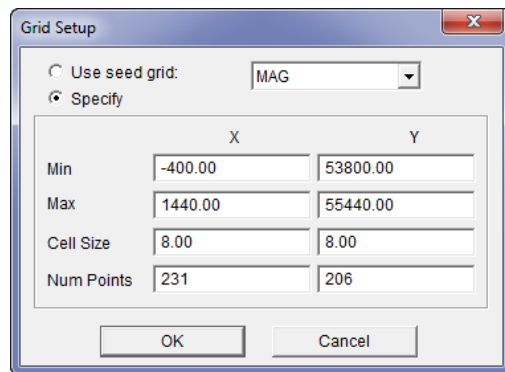 Grid Setup
Use seed grid: MAG
Specify
X Y
Min -400.00 53800.00
Max 1440.00 55440.00
Cell Size 8.00 8.00
Num Points 231 206
OK Cancel